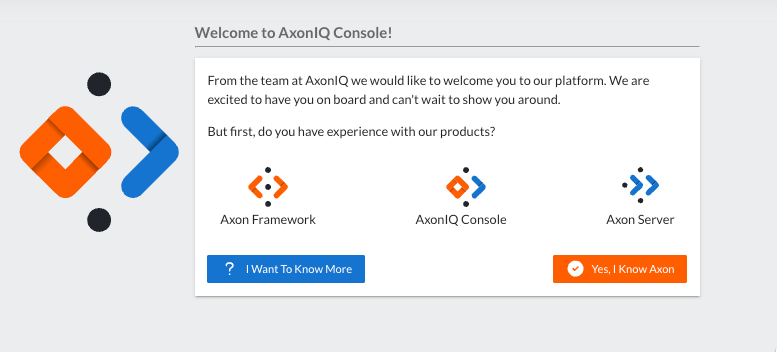 Welcome to AxonIQ Console!
From the team at AxonIQ we would like to welcome you to our platform. We are
excited to have you on board and can't wait to show you around.
But first, do you have experience with our products?
Axon Framework
AxonIQ Console
Axon Server
? I Want To Know More
Yes, I Know Axon